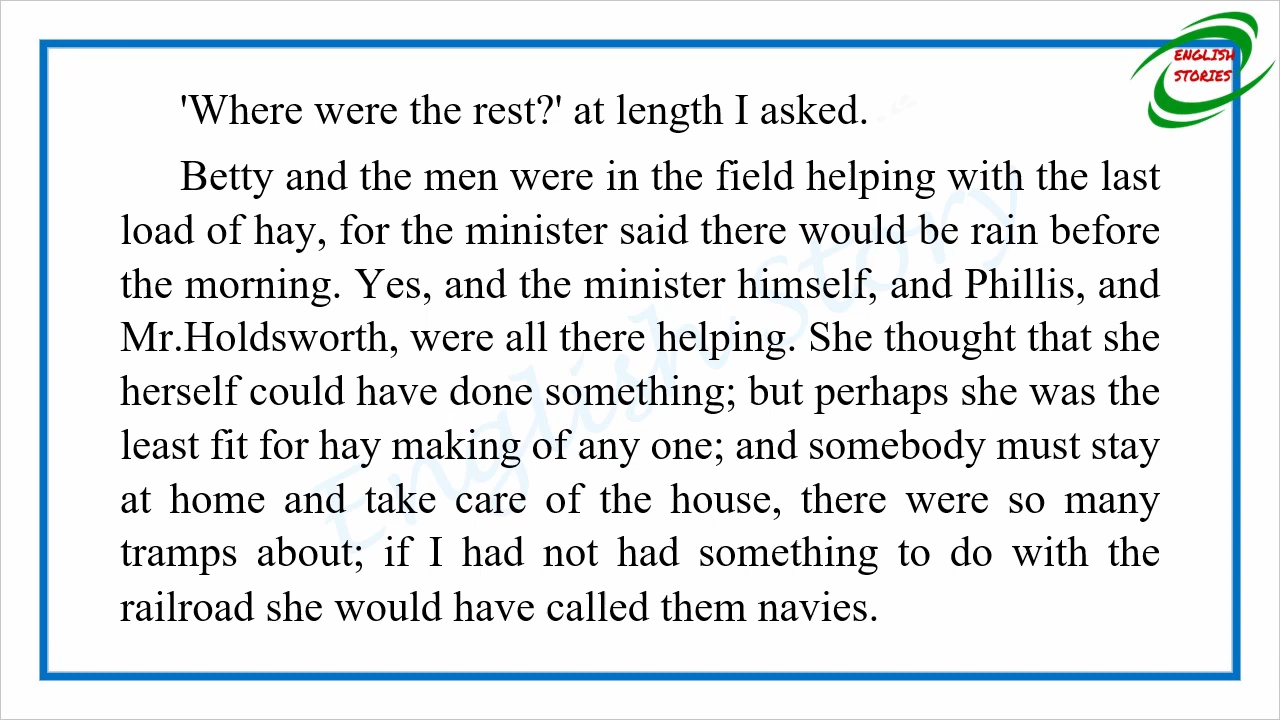 ENGLISH
STORIES
'Where were the rest?' at length I asked.
Betty and the men were in the field helping with the last
load of hay, for the minister said there would be rain before
the morning. Yes, and the minister himself, and Phillis, and
Mr.Holdsworth, were all there helping. She thought that she
herself could have done something; but perhaps she was the
least fit for hay making of any one; and somebody must stay
at home and take care of the house, there were so many
tramps about; if I had not had something to do with the
railroad she would have called them navies.
English Story